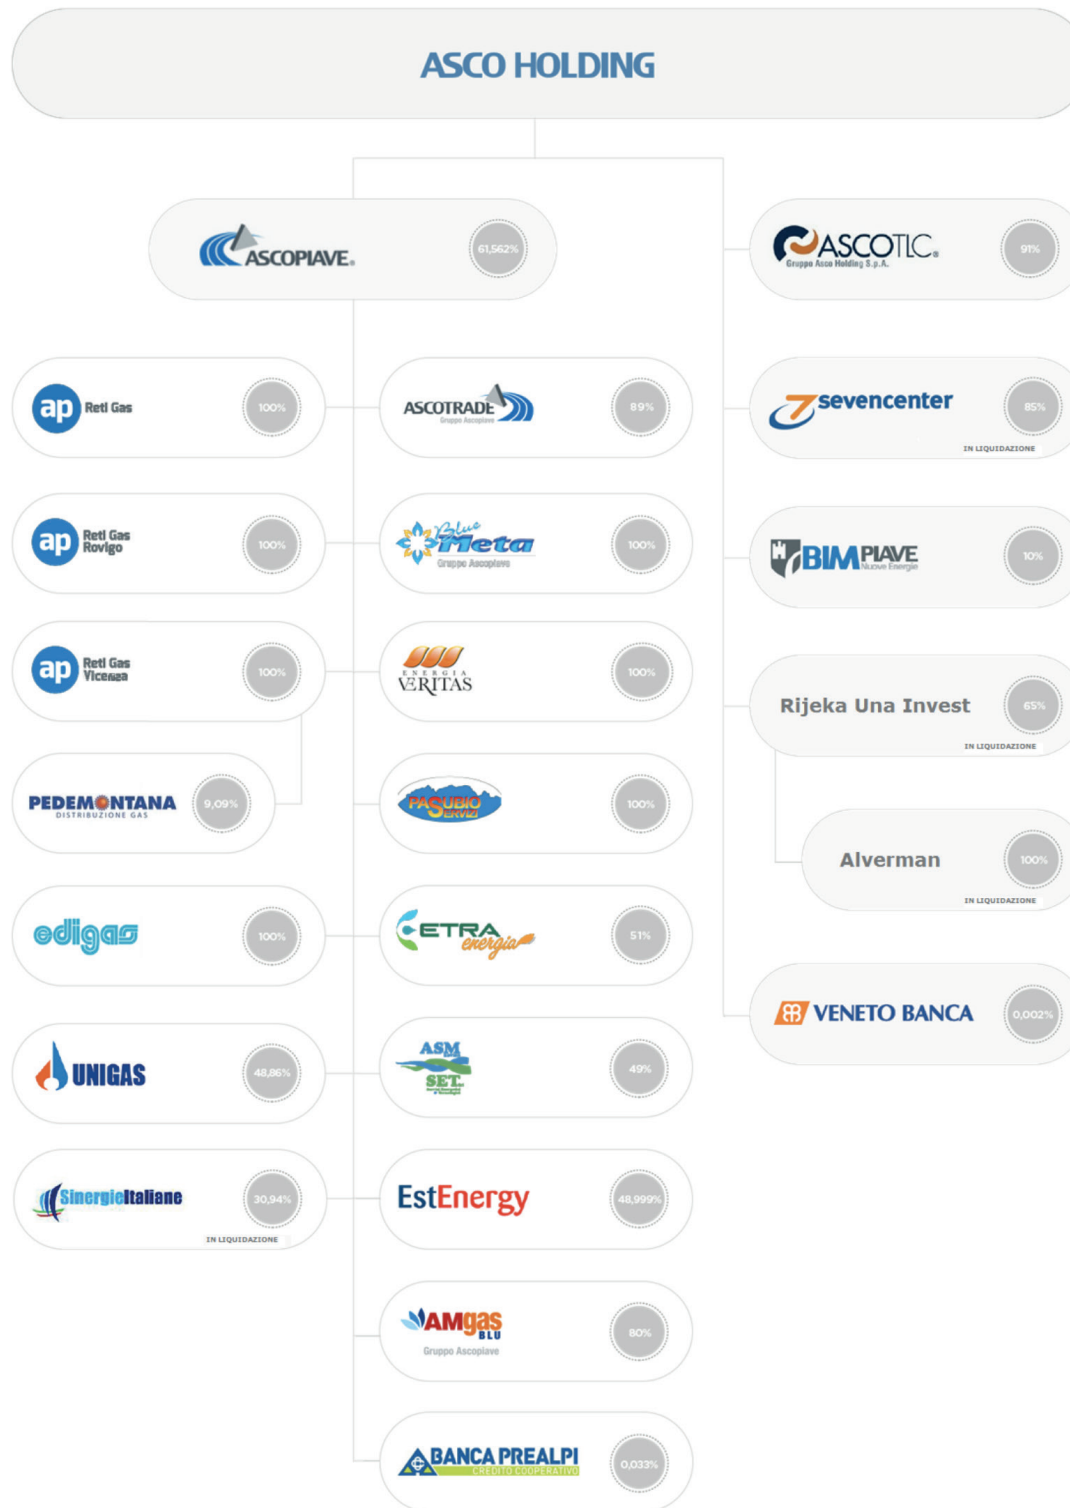 ASCO HOLDING
ASCOPIAVE®
61,562%
ASCOTLC®
Gruppo Asco Holding S.p.A.
91%
ap Reti Gas
100%
ASCOTRADE
Gruppo Ascopiave
89%
7 sevencenter
85%
IN LIQUIDAZIONE
ap Reti Gas
Rovigo
100%
Blue
Meta
Gruppo Ascopiave
100%
BIM PIAVE
Nuove Energie
10%
ap Reti Gas
Vicenza
100%
ENERGIA
VERITAS
100%
Rijeka Una Invest
65%
IN LIQUIDAZIONE
PEDEMONTANA
DISTRIBUZIONE GAS
9,09%
PASUBIO
SERVIZI
100%
Alverman
100%
IN LIQUIDAZIONE
edigas
100%
ETRA
energia
51%
VENETO BANCA
0,002%
UNIGAS
48,86%
ASM
SET
49%
SinergieItaliane
30,94%
IN LIQUIDAZIONE
EstEnergy
48,999%
AMgas
BLU
Gruppo Ascopiave
80%
BANCA PREALPI
CREDITO COOPERATIVO
0,033%